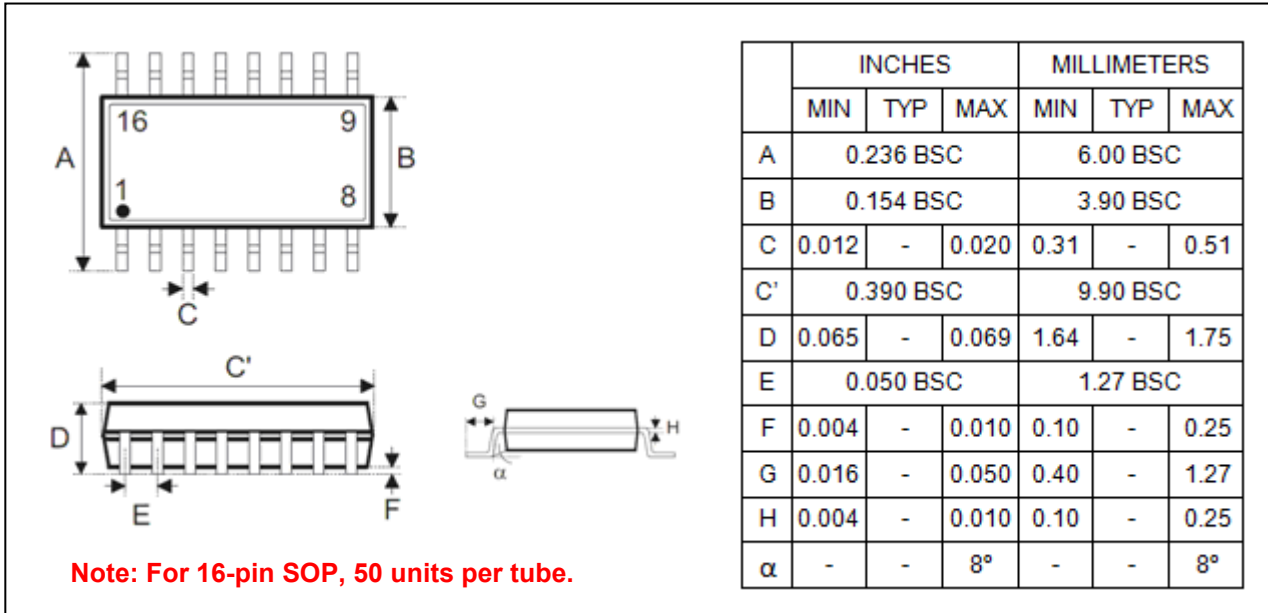 16 9
A B
1 8
C
C'
D
G
H
α
E
F
Note: For 16-pin SOP, 50 units per tube.
INCHES MILLIMETERS
MIN TYP MAX MIN TYP MAX
A 0.236 BSC 6.00 BSC
B 0.154 BSC 3.90 BSC
C 0.012 - 0.020 0.31 - 0.51
C' 0.390 BSC 9.90 BSC
D 0.065 - 0.069 1.64 - 1.75
E 0.050 BSC 1.27 BSC
F 0.004 - 0.010 0.10 - 0.25
G 0.016 - 0.050 0.40 - 1.27
H 0.004 - 0.010 0.10 - 0.25
α - - 8º - - 8º